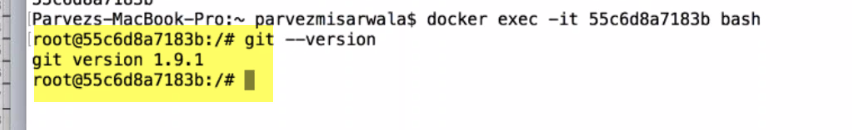 Parvezs-MacBook-Pro:~ parvezmisarwala$ docker exec -it 55c6d8a7183b bash
root@55c6d8a7183b:/# git --version
git version 1.9.1
root@55c6d8a7183b:/#